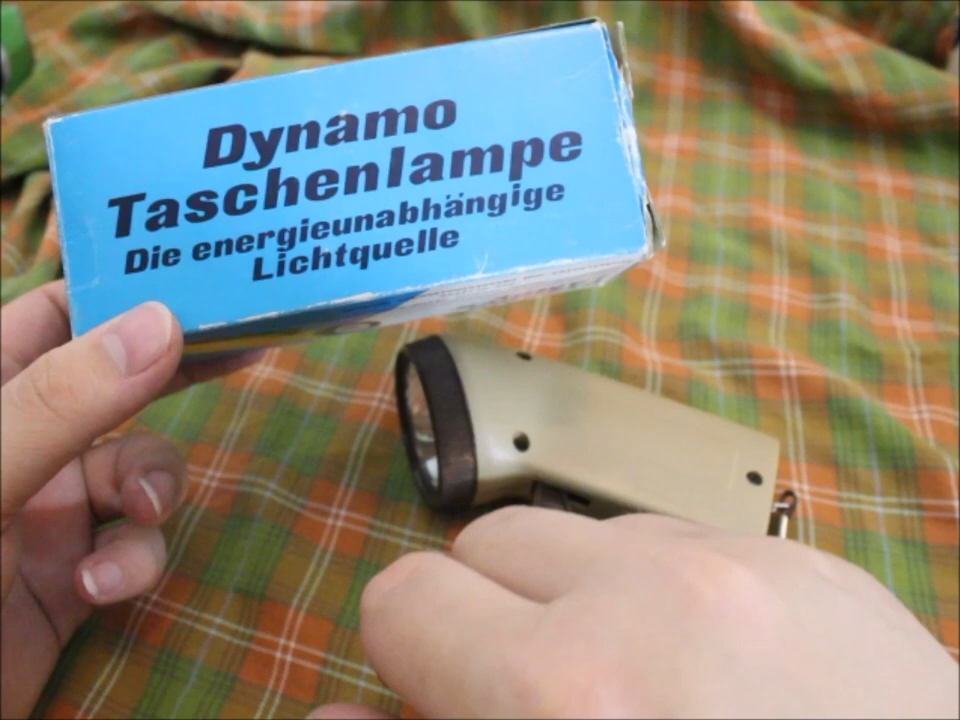 Dynamo
Taschenlampe
Die energieunabhängige
Lichtquelle